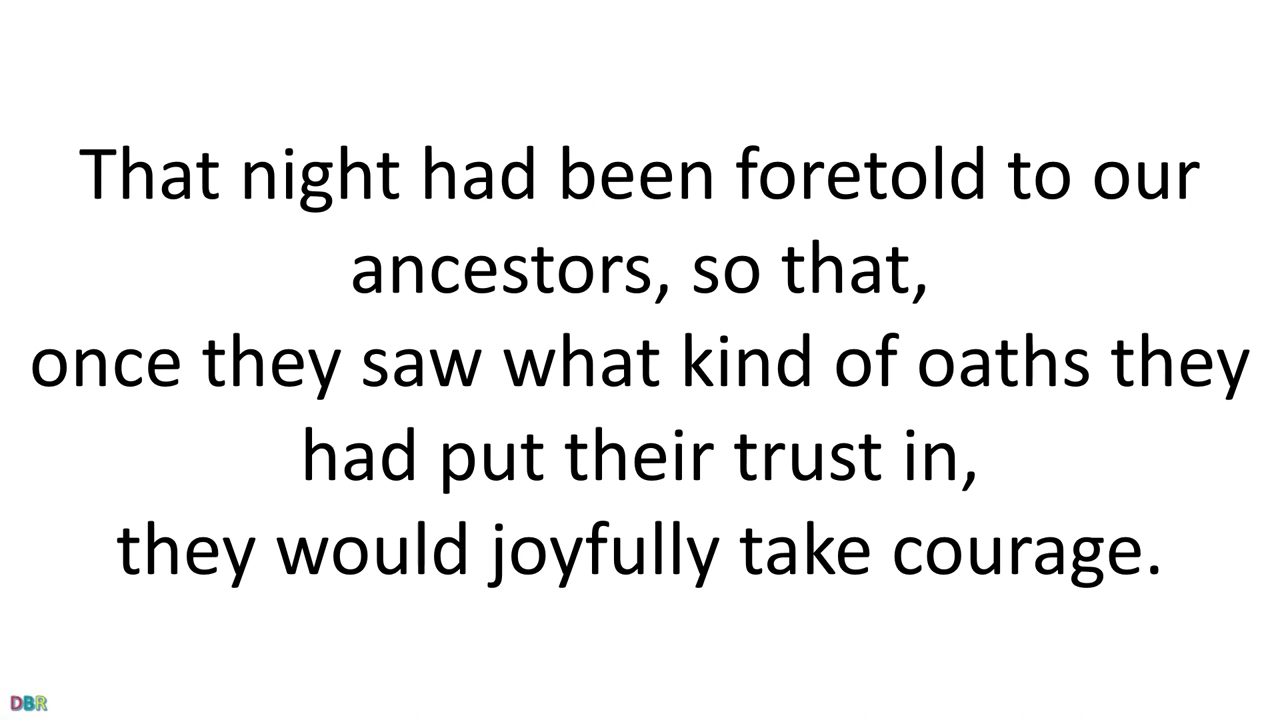 That night had been foretold to our
ancestors, so that,
once they saw what kind of oaths they
had put their trust in,
they would joyfully take courage.
DBR